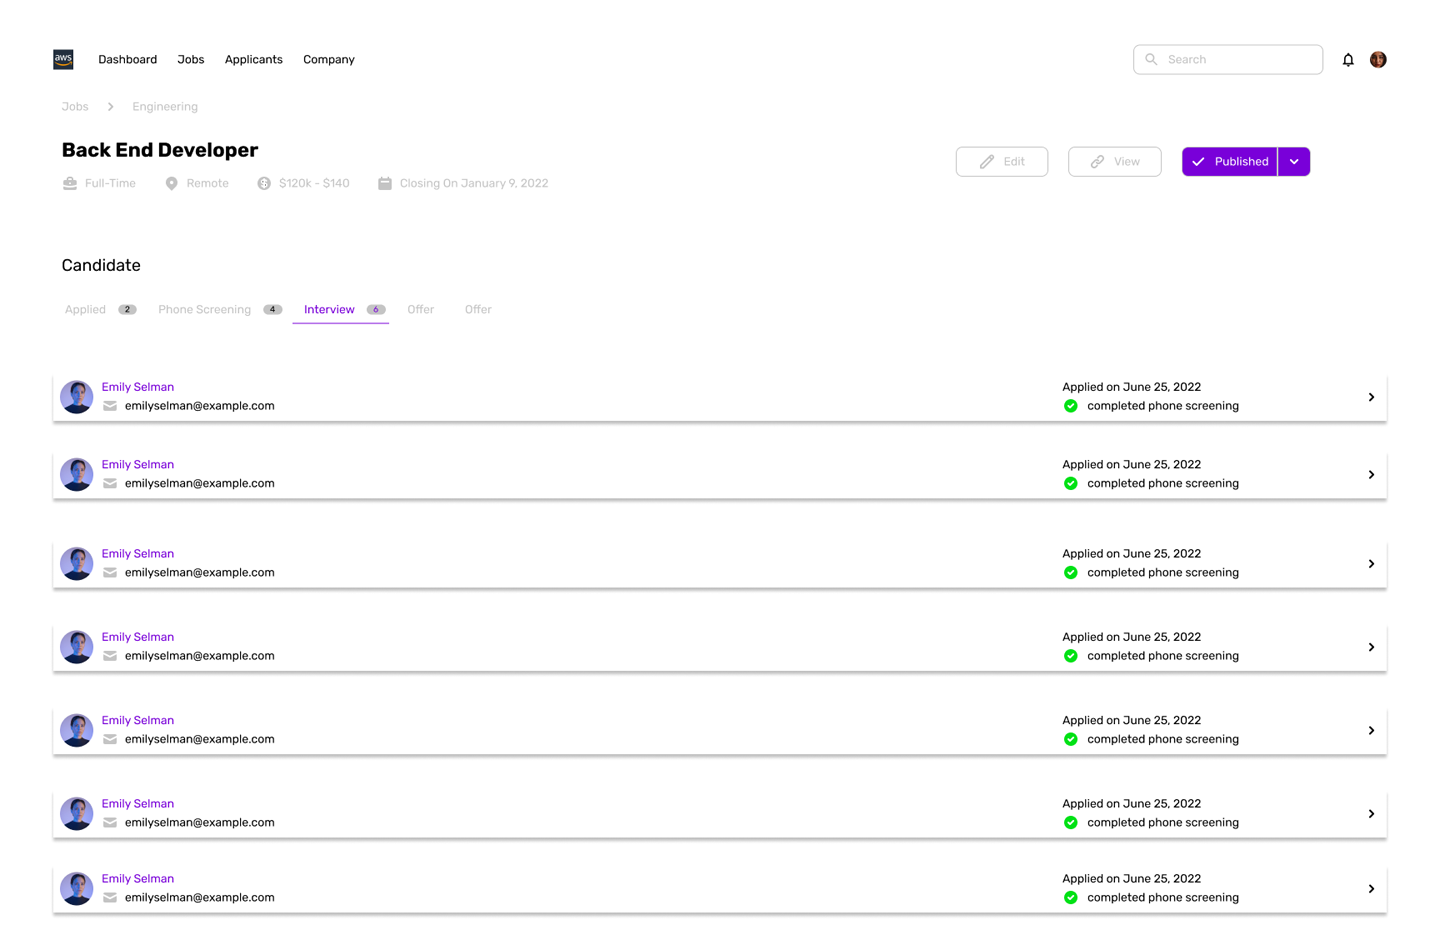 aws Dashboard Jobs Applicants Company Search
Jobs Engineering
Back End Developer
Edit View Published
Full-Time Remote $120k - $140 Closing On January 9, 2022
Candidate
Applied 2 Phone Screening 4 Interview 6 Offer Offer
Emily Selman Applied on June 25, 2022
emilyselman@example.com completed phone screening
Emily Selman Applied on June 25, 2022
emilyselman@example.com completed phone screening
Emily Selman Applied on June 25, 2022
emilyselman@example.com completed phone screening
Emily Selman Applied on June 25, 2022
emilyselman@example.com completed phone screening
Emily Selman Applied on June 25, 2022
emilyselman@example.com completed phone screening
Emily Selman Applied on June 25, 2022
emilyselman@example.com completed phone screening
Emily Selman Applied on June 25, 2022
emilyselman@example.com completed phone screening